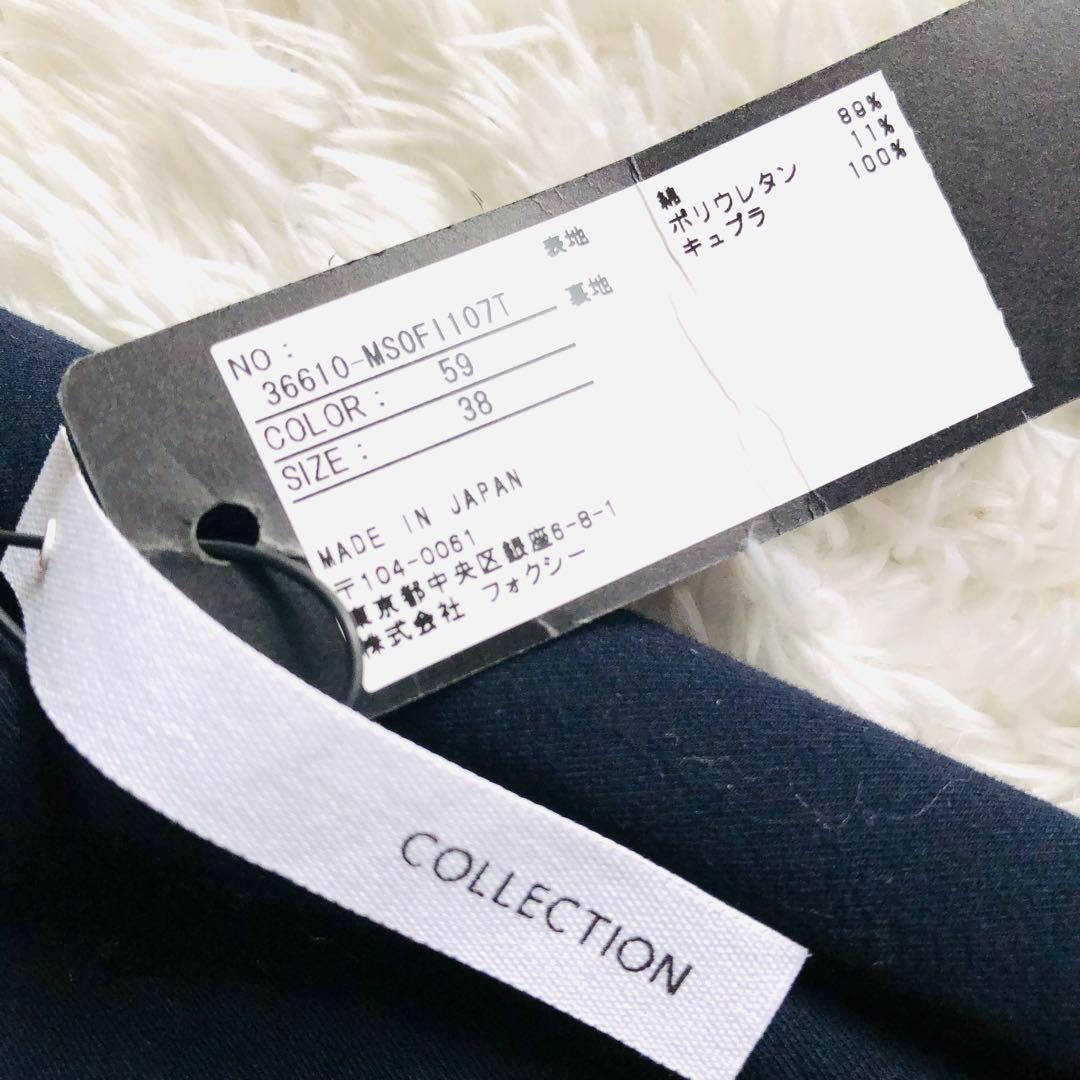 NO :
36610-MSOFI107T
COLOR : 59
SIZE : 38
表地 綿 89%
ポリウレタン 11%
裏地 キュプラ 100%
MADE IN JAPAN
〒104-0061
東京都中央区銀座6-8-1
株式会社 フォクシー
COLLECTION